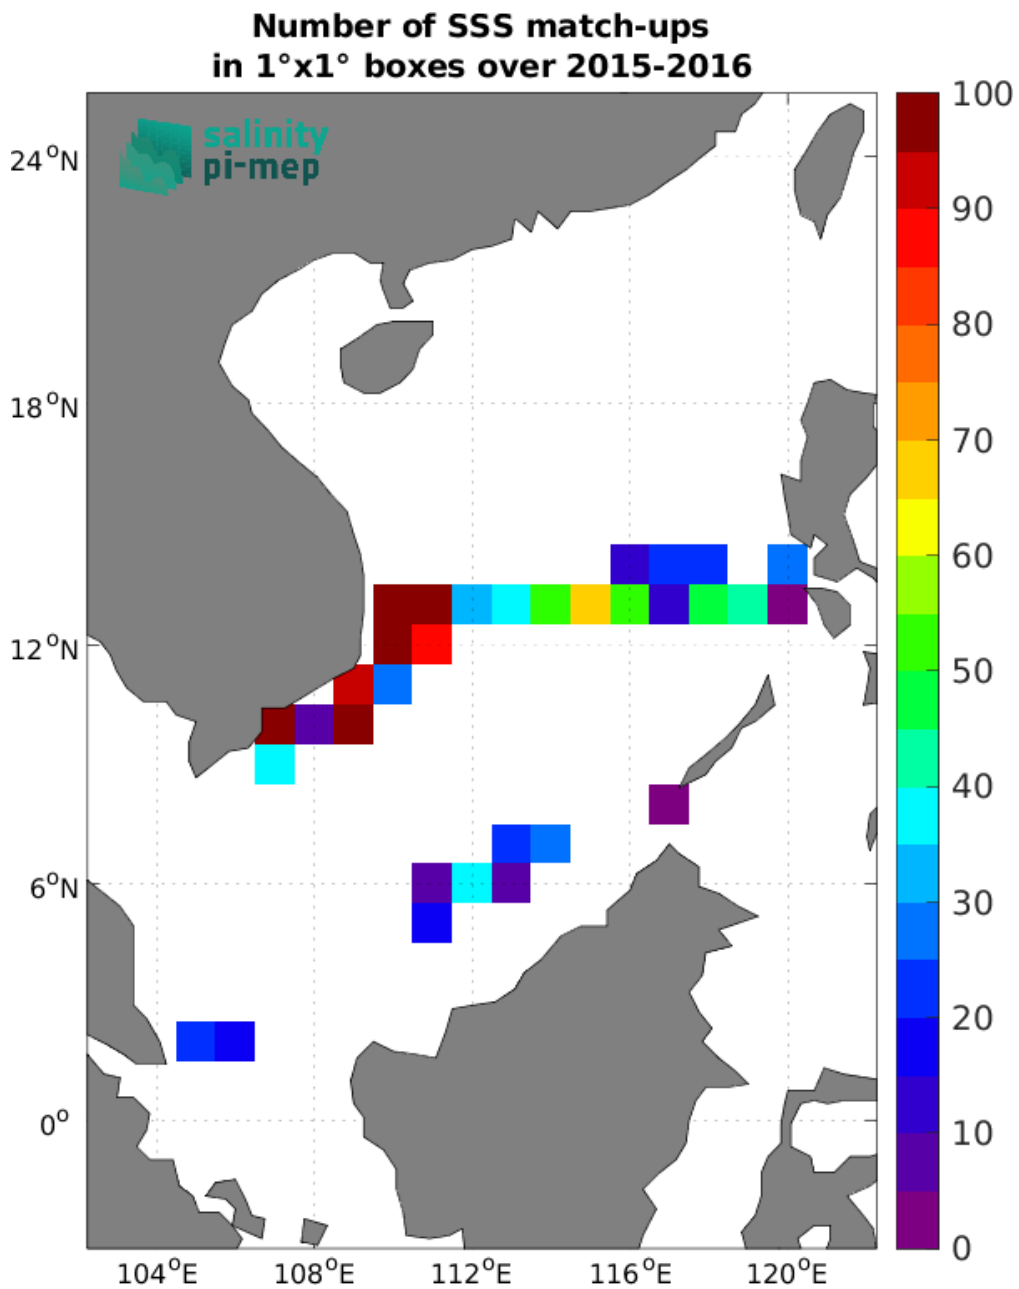 Number of SSS match-ups
in 1°x1° boxes over 2015-2016
salinity
pi-mep
24°N
18°N
12°N
6°N
0°
104°E
108°E
112°E
116°E
120°E
100
90
80
70
60
50
40
30
20
10
0